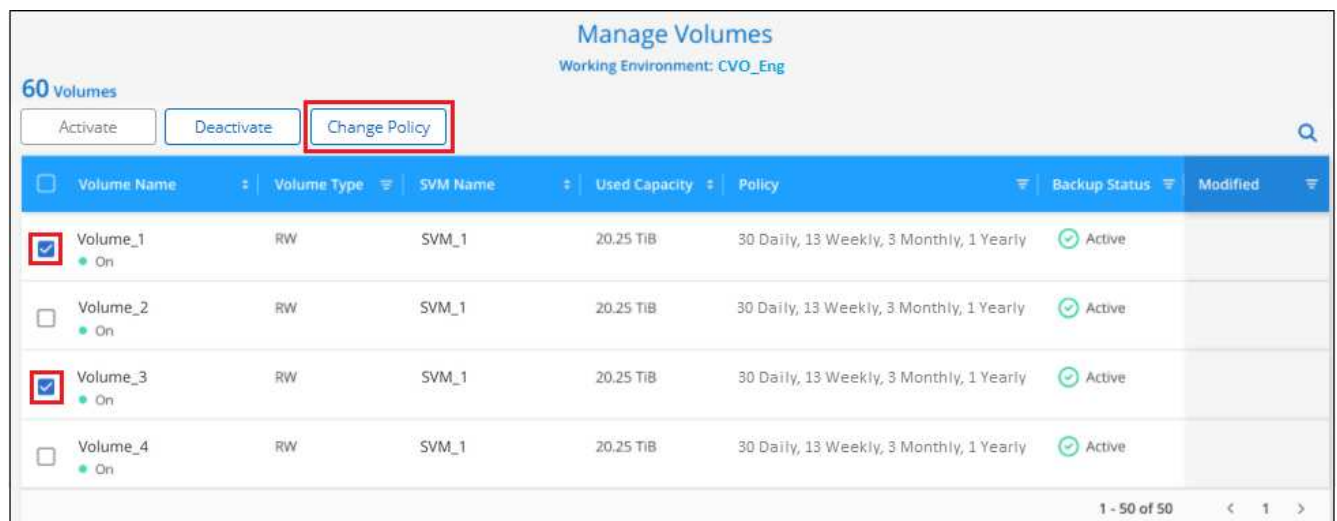 Manage Volumes
Working Environment: CVO_Eng
60 Volumes
Activate Deactivate Change Policy
Volume Name Volume Type SVM Name Used Capacity Policy Backup Status Modified
Volume_1 RW SVM_1 20.25 TiB 30 Daily, 13 Weekly, 3 Monthly, 1 Yearly Active
On
Volume_2 RW SVM_1 20.25 TiB 30 Daily, 13 Weekly, 3 Monthly, 1 Yearly Active
On
Volume_3 RW SVM_1 20.25 TiB 30 Daily, 13 Weekly, 3 Monthly, 1 Yearly Active
On
Volume_4 RW SVM_1 20.25 TiB 30 Daily, 13 Weekly, 3 Monthly, 1 Yearly Active
On
1 - 50 of 50 < 1 >